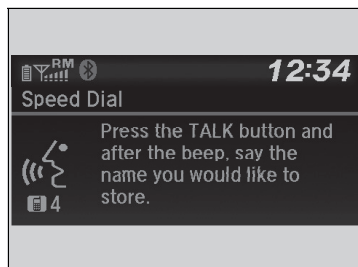 RM 12:34
Speed Dial
Press the TALK button and
after the beep, say the
name you would like to
store.
4